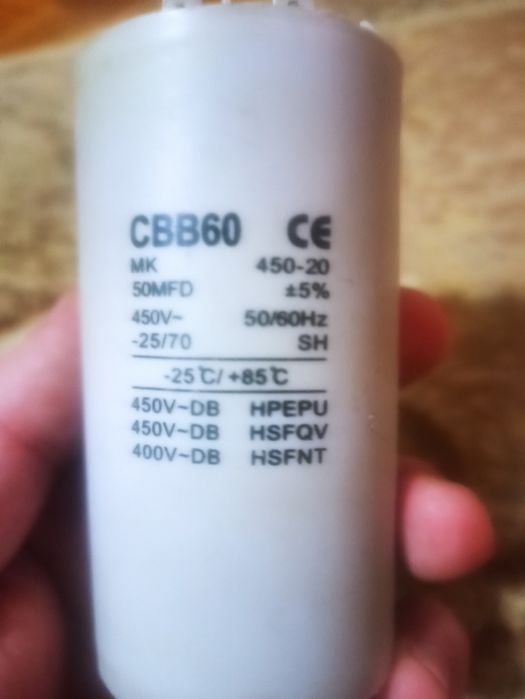 CBB60 CE
MK 450-20
50MFD ±5%
450V~ 50/60Hz
-25/70 SH
-25℃/ +85℃
450V~DB HPEPU
450V~DB HSFQV
400V~DB HSFNT